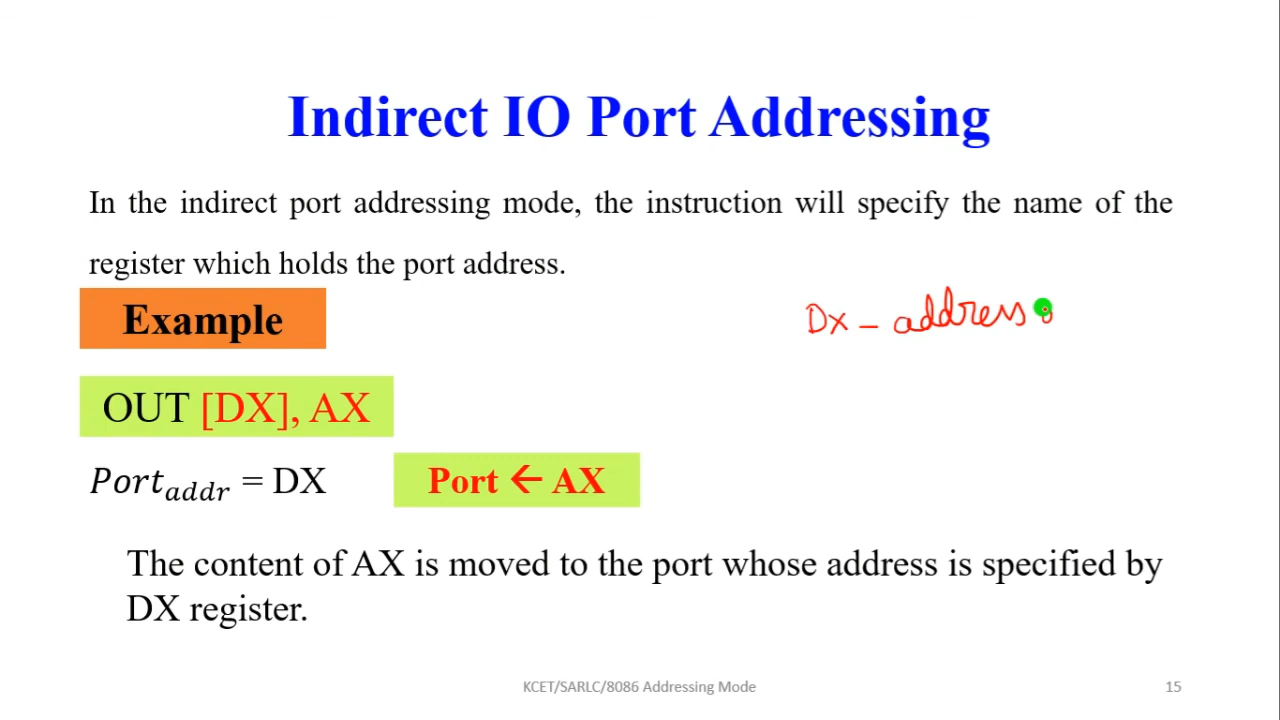 Indirect IO Port Addressing
In the indirect port addressing mode, the instruction will specify the name of the
register which holds the port address.
Example
Dx - address
OUT [DX], AX
Port_addr = DX
Port ← AX
The content of AX is moved to the port whose address is specified by
DX register.
KCET/SARLC/8086 Addressing Mode
15